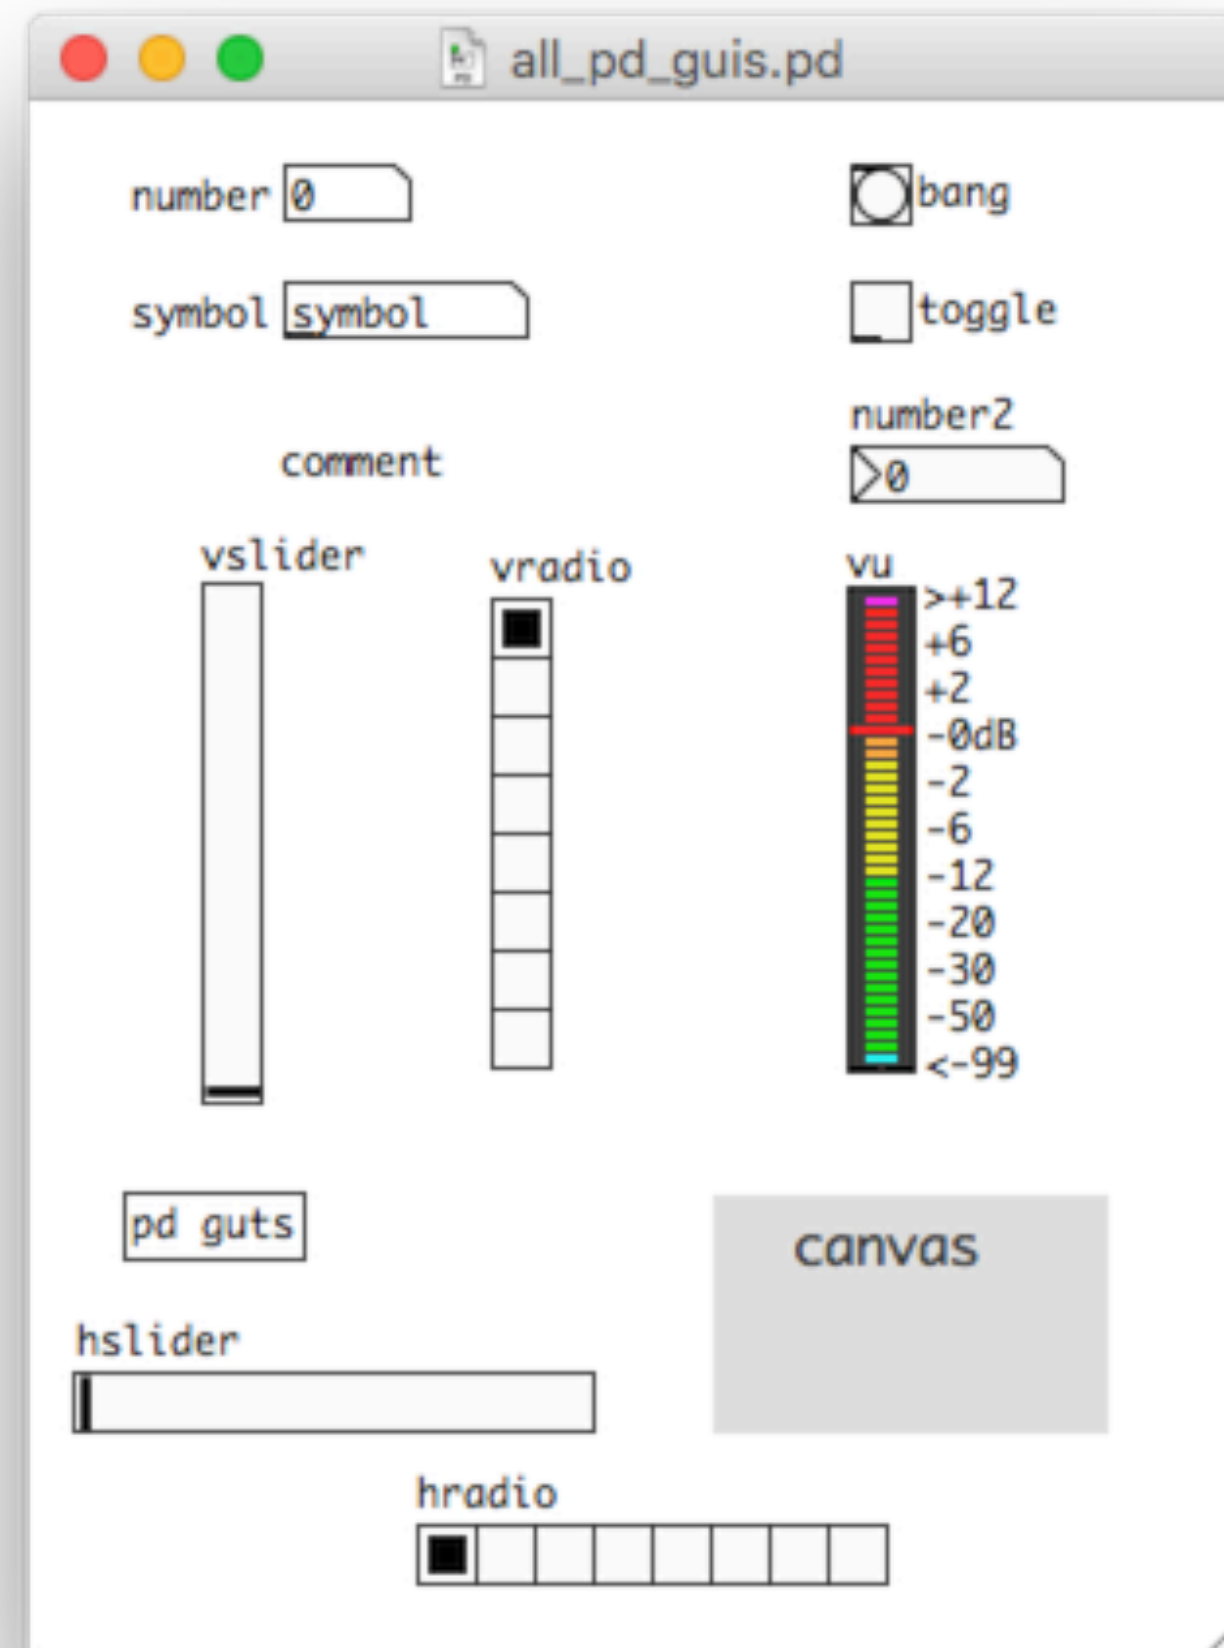 all_pd_guis.pd
number 0
bang
symbol symbol
toggle
number2
0
comment
vslider
vradio
vu
>+12
+6
+2
-0dB
-2
-6
-12
-20
-30
-50
<-99
pd guts
canvas
hslider
hradio